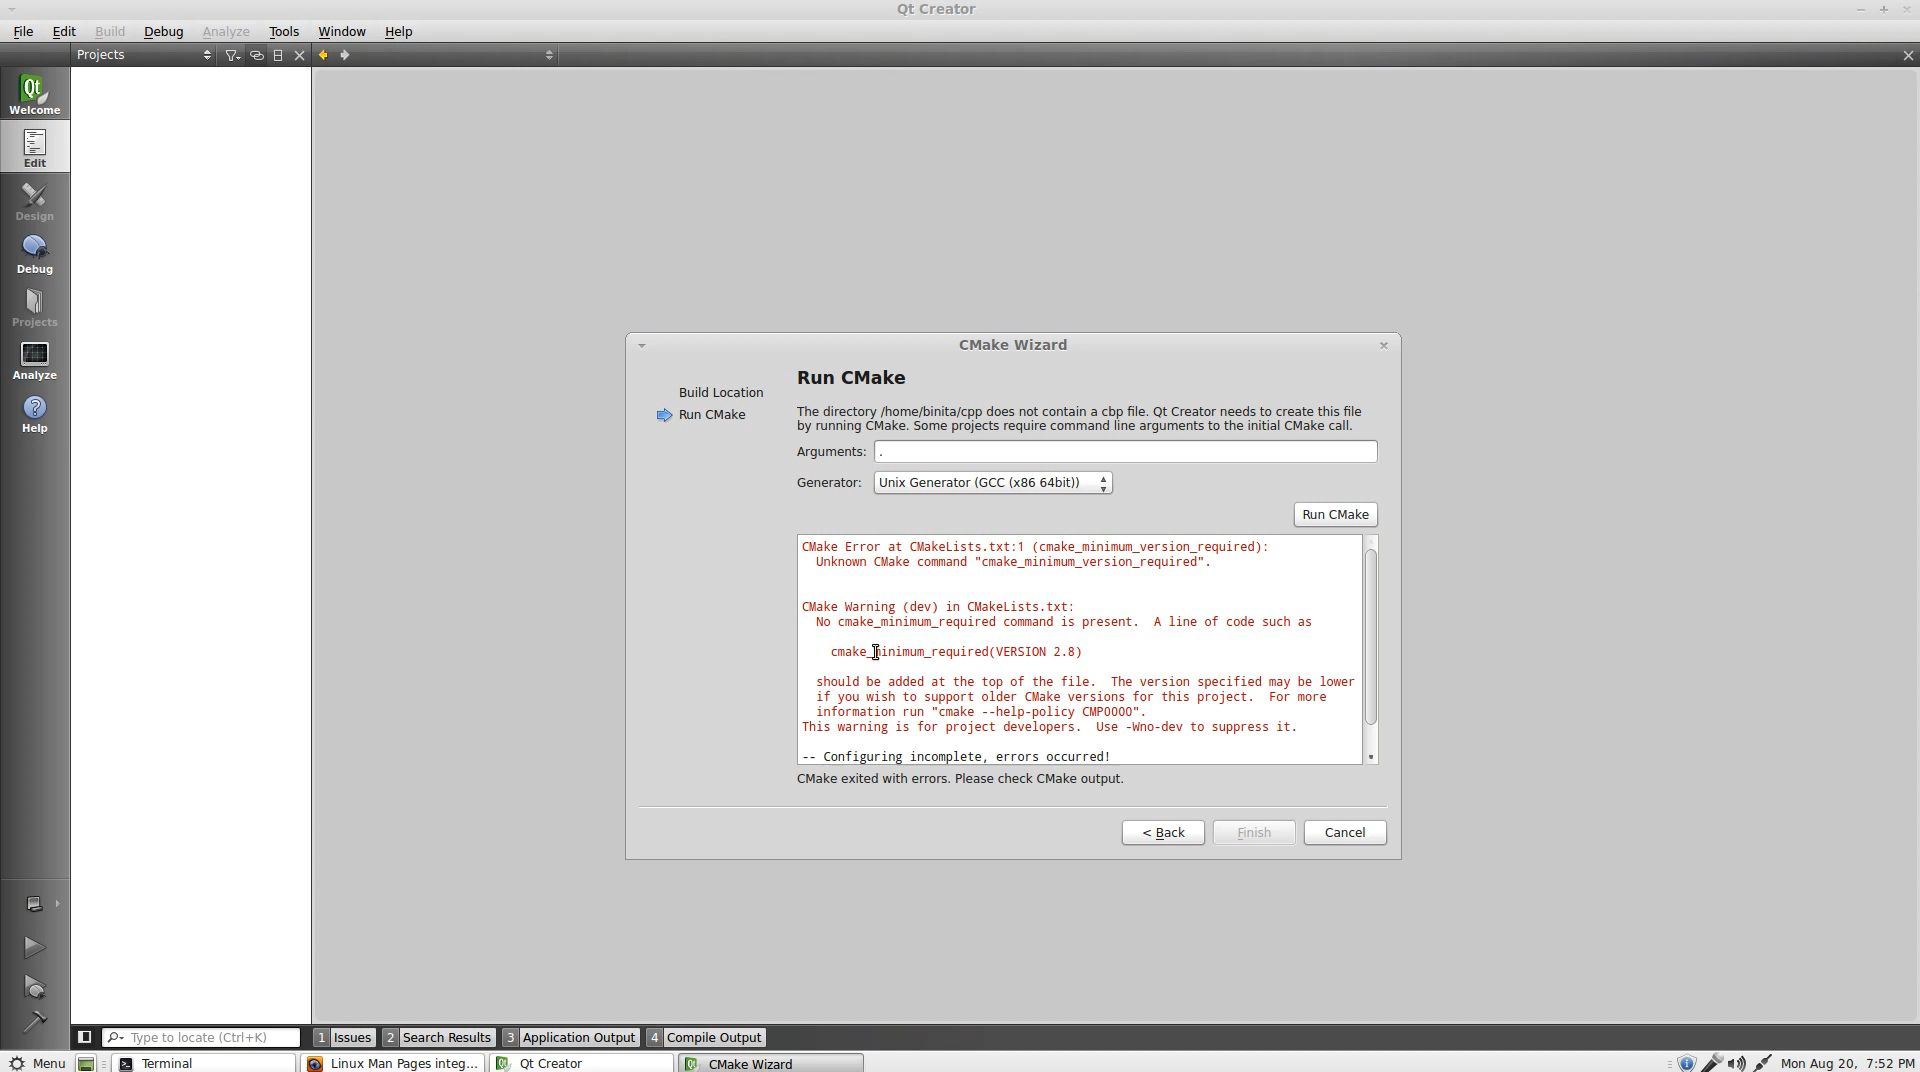 Qt Creator
File Edit Build Debug Analyze Tools Window Help
Projects
Qt
Welcome
Edit
Design
Debug
Projects
Analyze
Help
CMake Wizard
Build Location
Run CMake
Run CMake
The directory /home/binita/cpp does not contain a cbp file. Qt Creator needs to create this file
by running CMake. Some projects require command line arguments to the initial CMake call.
Arguments: .
Generator: Unix Generator (GCC (x86 64bit))
Run CMake
CMake Error at CMakeLists.txt:1 (cmake_minimum_version_required):
Unknown CMake command "cmake_minimum_version_required".
CMake Warning (dev) in CMakeLists.txt:
No cmake_minimum_required command is present. A line of code such as
cmake_minimum_required(VERSION 2.8)
should be added at the top of the file. The version specified may be lower
if you wish to support older CMake versions for this project. For more
information run "cmake --help-policy CMP0000".
This warning is for project developers. Use -Wno-dev to suppress it.
-- Configuring incomplete, errors occurred!
CMake exited with errors. Please check CMake output.
< Back Finish Cancel
Type to locate (Ctrl+K) 1 Issues 2 Search Results 3 Application Output 4 Compile Output
Menu Terminal Linux Man Pages integ... Qt Creator CMake Wizard Mon Aug 20, 7:52 PM